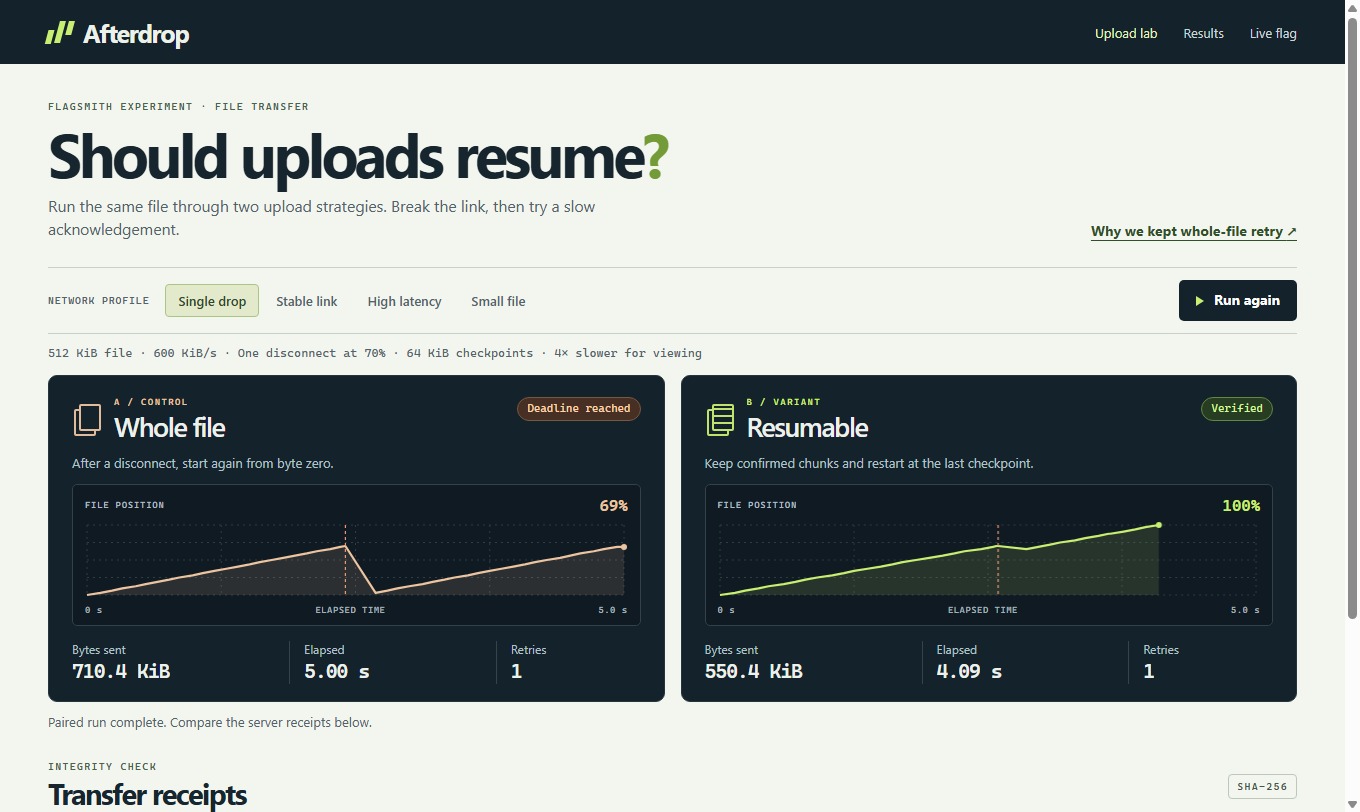 Afterdrop
Upload lab
Results
Live flag
FLAGSMITH EXPERIMENT · FILE TRANSFER
Should uploads resume?
Run the same file through two upload strategies. Break the link, then try a slow
acknowledgement.
Why we kept whole-file retry ↗
NETWORK PROFILE
Single drop
Stable link
High latency
Small file
Run again
512 KiB file · 600 KiB/s · One disconnect at 70% · 64 KiB checkpoints · 4× slower for viewing
A / CONTROL
Whole file
Deadline reached
After a disconnect, start again from byte zero.
FILE POSITION
69%
0 s
ELAPSED TIME
5.0 s
Bytes sent
710.4 KiB
Elapsed
5.00 s
Retries
1
B / VARIANT
Resumable
Verified
Keep confirmed chunks and restart at the last checkpoint.
FILE POSITION
100%
0 s
ELAPSED TIME
5.0 s
Bytes sent
550.4 KiB
Elapsed
4.09 s
Retries
1
Paired run complete. Compare the server receipts below.
INTEGRITY CHECK
Transfer receipts
SHA-256